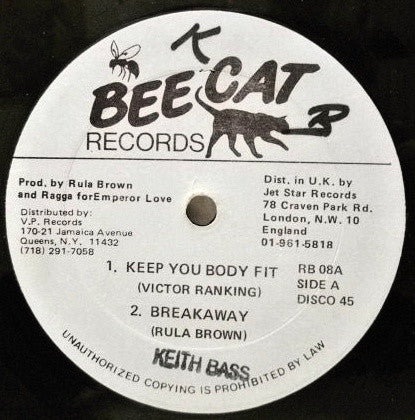 K
BEE CAT
B
RECORDS
Prod. by Rula Brown
and Ragga for Emperor Love
Distributed by:
V.P. Records
170-21 Jamaica Avenue
Queens, N.Y. 11432
(718) 291-7058
Dist. in U.K. by
Jet Star Records
78 Craven Park Rd.
London, N.W. 10
England
01-961-5818
1. KEEP YOU BODY FIT
(VICTOR RANKING)
2. BREAKAWAY
(RULA BROWN)
RB 08A
SIDE A
DISCO 45
KEITH BASS
UNAUTHORIZED COPYING IS PROHIBITED BY LAW